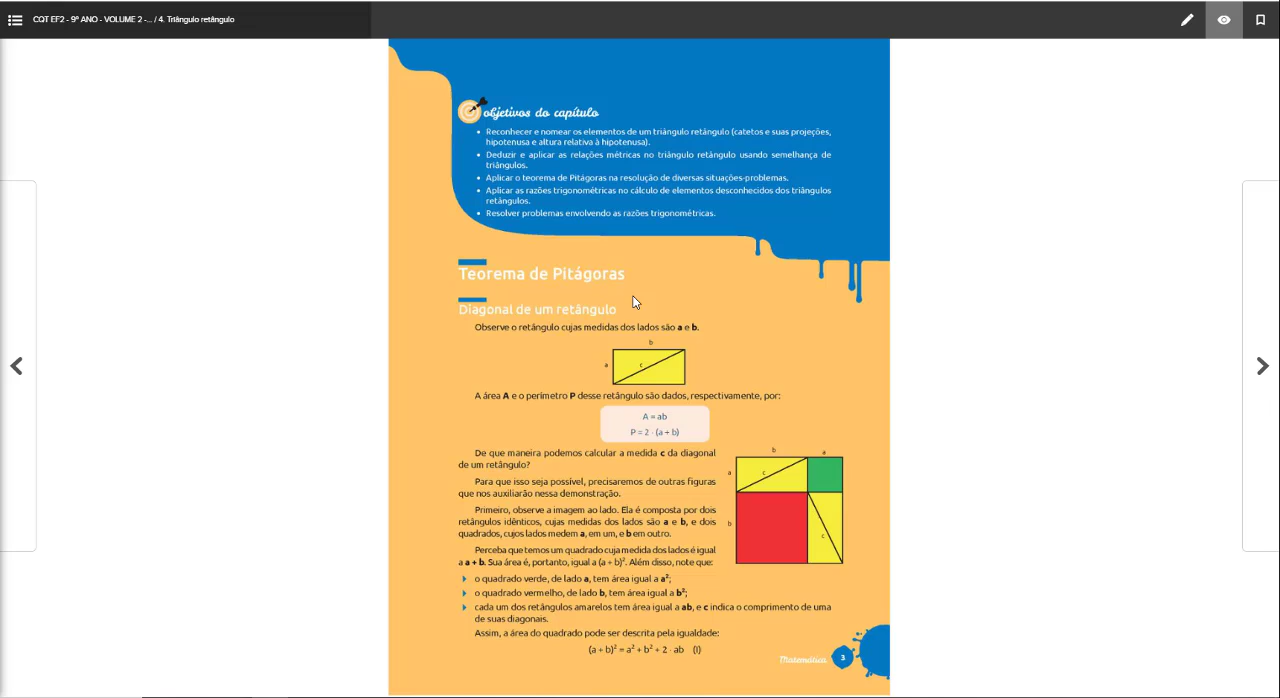 CQT EF2 - 9º ANO - VOLUME 2 -... / 4. Triângulo retângulo
objetivos do capítulo
• Reconhecer e nomear os elementos de um triângulo retângulo (catetos e suas projeções,
hipotenusa e altura relativa à hipotenusa).
• Deduzir e aplicar as relações métricas no triângulo retângulo usando semelhança de
triângulos.
• Aplicar o teorema de Pitágoras na resolução de diversas situações-problemas.
• Aplicar as razões trigonométricas no cálculo de elementos desconhecidos dos triângulos
retângulos.
• Resolver problemas envolvendo as razões trigonométricas.
Teorema de Pitágoras
Diagonal de um retângulo
Observe o retângulo cujas medidas dos lados são a e b.
b
a
c
A área A e o perímetro P desse retângulo são dados, respectivamente, por:
A = ab
P = 2 · (a + b)
De que maneira podemos calcular a medida c da diagonal
de um retângulo?
Para que isso seja possível, precisaremos de outras figuras
que nos auxiliarão nessa demonstração.
Primeiro, observe a imagem ao lado. Ela é composta por dois
retângulos idênticos, cujas medidas dos lados são a e b, e dois
quadrados, cujos lados medem a, em um, e b em outro.
Perceba que temos um quadrado cuja medida dos lados é igual
a a + b. Sua área é, portanto, igual a (a + b)². Além disso, note que:
b
a
a
c
b
c
o quadrado verde, de lado a, tem área igual a a²;
o quadrado vermelho, de lado b, tem área igual a b²;
cada um dos retângulos amarelos tem área igual a ab, e c indica o comprimento de uma
de suas diagonais.
Assim, a área do quadrado pode ser descrita pela igualdade:
(a + b)² = a² + b² + 2 · ab (I)
Matemática
3